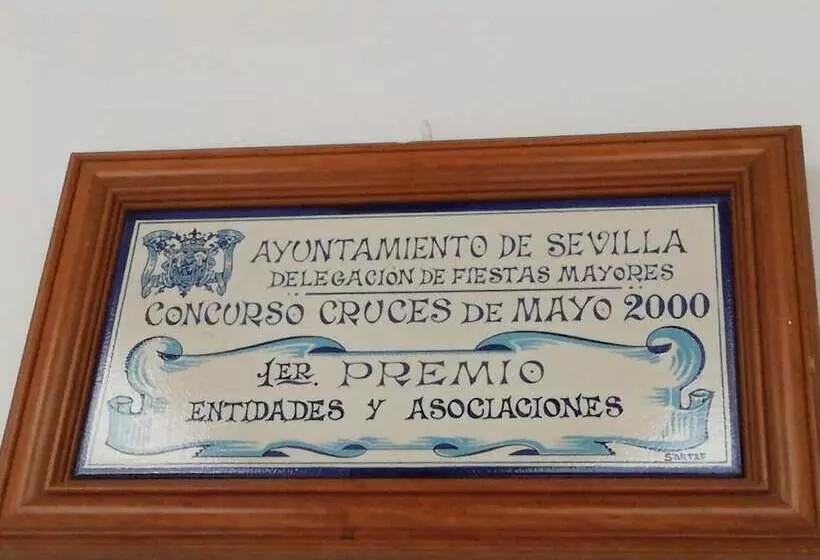 AYUNTAMIENTO DE SEVILLA
DELEGACIÓN DE FIESTAS MAYORES
CONCURSO CRUCES DE MAYO 2000
1ER. PREMIO
ENTIDADES Y ASOCIACIONES